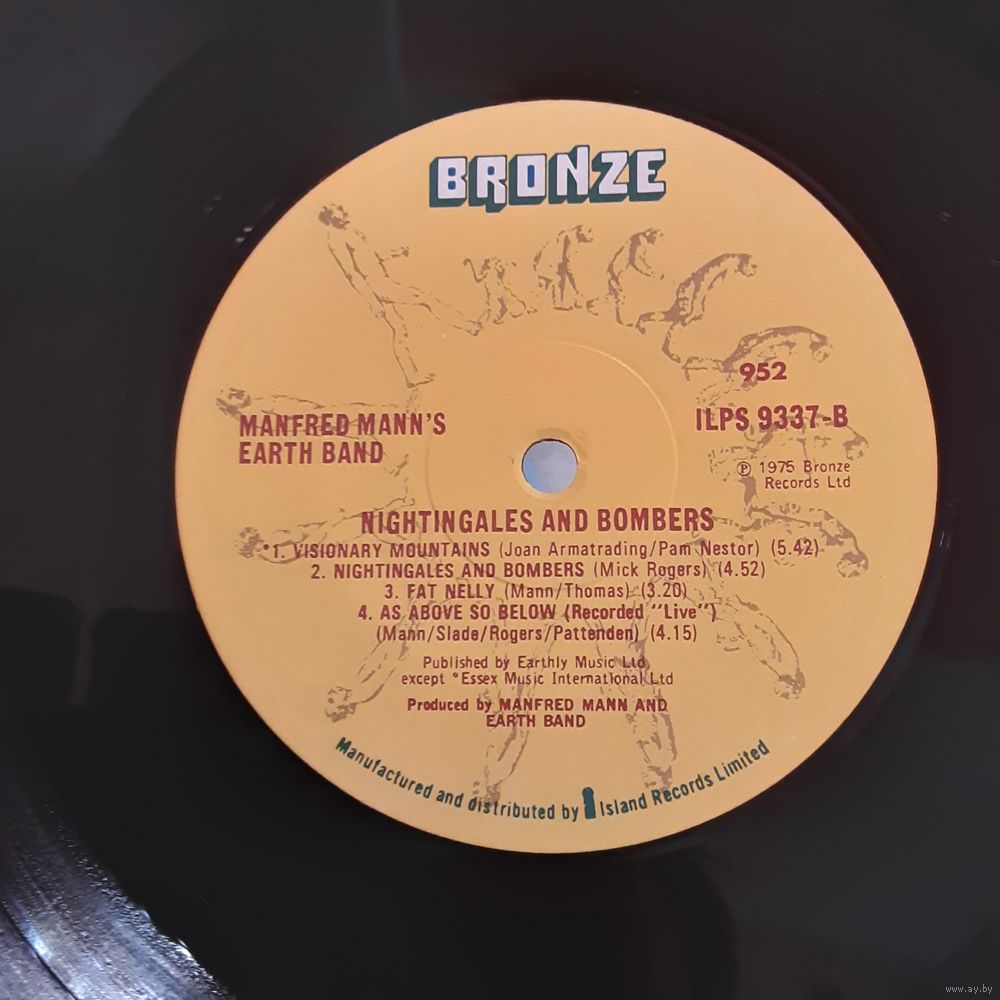 BRONZE
952
MANFRED MANN'S
EARTH BAND
ILPS 9337-B
℗ 1975 Bronze
Records Ltd
NIGHTINGALES AND BOMBERS
*1. VISIONARY MOUNTAINS (Joan Armatrading/Pam Nestor) (5.42)
2. NIGHTINGALES AND BOMBERS (Mick Rogers) (4.52)
3. FAT NELLY (Mann/Thomas) (3.20)
4. AS ABOVE SO BELOW (Recorded "Live")
(Mann/Slade/Rogers/Pattenden) (4.15)
Published by Earthly Music Ltd
except *Essex Music International Ltd
Produced by MANFRED MANN AND
EARTH BAND
Manufactured and distributed by Island Records Limited
www.ay.by